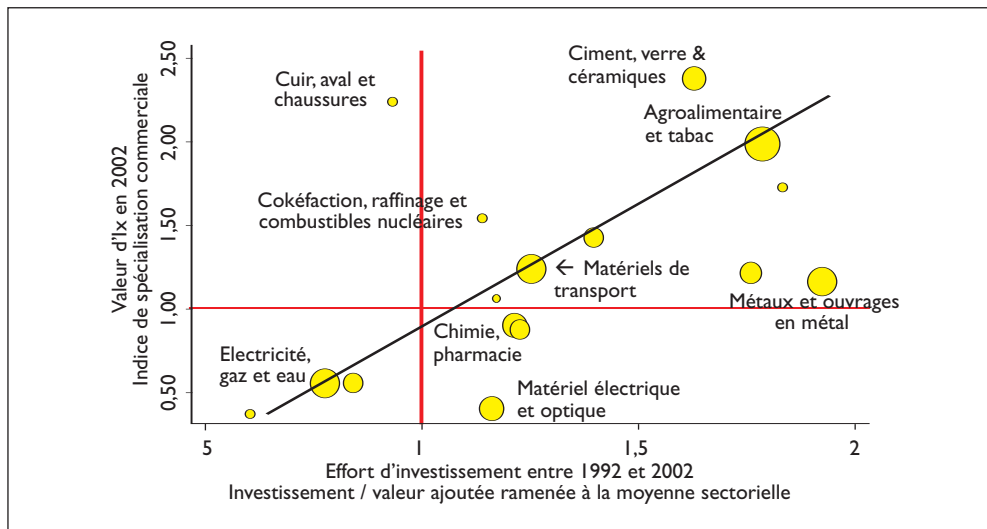 Valeur d'Ix en 2002
Indice de spécialisation commerciale
2,50
2,00
1,50
1,00
0,50
Ciment, verre &
céramiques
Cuir, aval et
chaussures
Agroalimentaire
et tabac
Cokéfaction, raffinage et
combustibles nucléaires
← Matériels de
transport
Métaux et ouvrages
en métal
Chimie,
pharmacie
Electricité,
gaz et eau
Matériel électrique
et optique
5 1 1,5 2
Effort d'investissement entre 1992 et 2002
Investissement / valeur ajoutée ramenée à la moyenne sectorielle